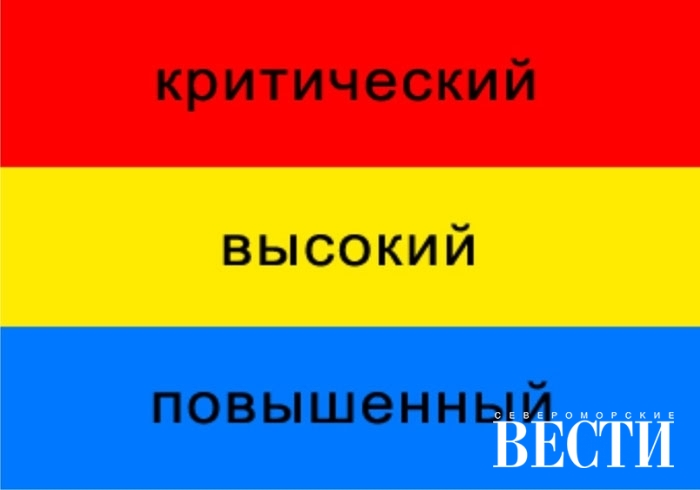 критический
высокий
повышенный
СЕВЕРОМОРСКИЕ
ВЕСТИ